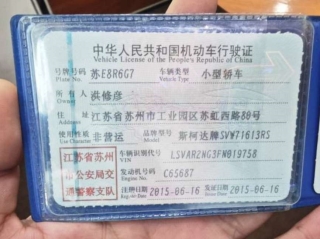 中华人民共和国机动车行驶证
Vehicle License of the People's Republic of China
号牌号码 苏E8R6G7 车辆类型 小型轿车
Plate No. Vehicle Type
所有人 洪修彦
Owner
住址 江苏省苏州市工业园区苏虹西路80号
Address
使用性质 非营运 品牌型号 斯柯达牌SVW71613RS
Use Character Model
江苏省苏州市公安局交通警察支队
车辆识别代号 LSVAR2NG3FN019758
VIN
发动机号码 C6S687
Engine No.
注册日期 2015-06-16 发证日期 2015-06-16
Register Date Issue Date